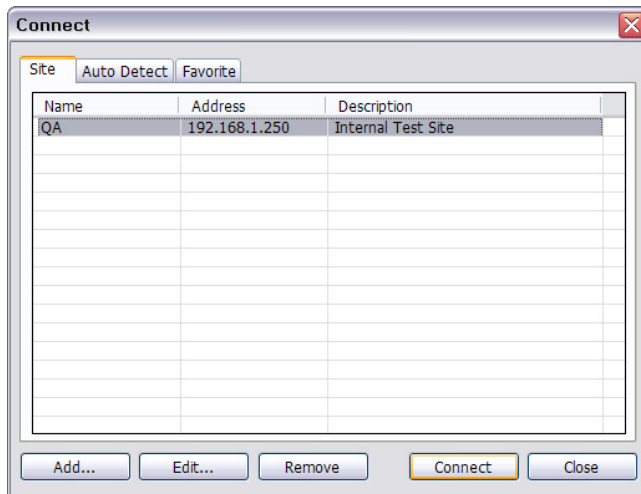 Connect
Site Auto Detect Favorite
Name Address Description
QA 192.168.1.250 Internal Test Site
Add... Edit... Remove Connect Close